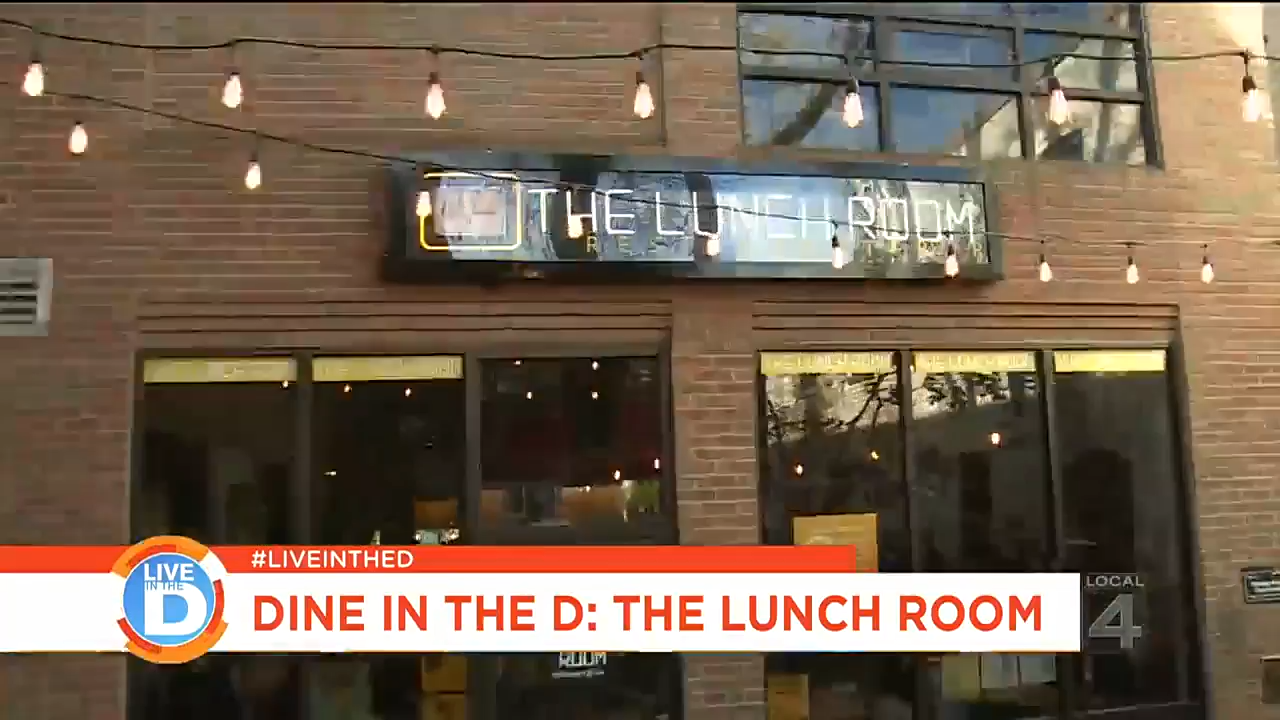 THE LUNCH ROOM
#LIVEINTHED
LIVE
IN THE
D
DINE IN THE D: THE LUNCH ROOM
LOCAL
4
ROOM